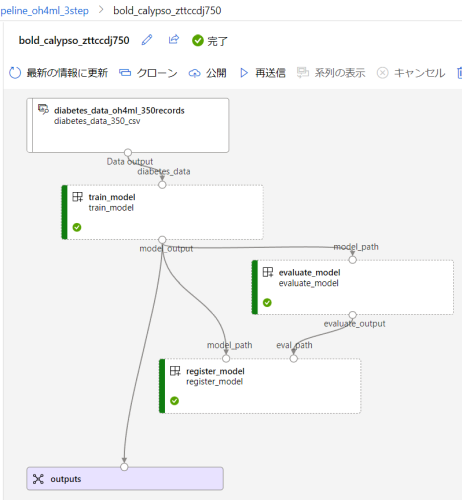 peline_oh4ml_3step > bold_calypso_zttccdj750
bold_calypso_zttccdj750 完了
最新の情報に更新 クローン 公開 再送信 系列の表示 キャンセル
diabetes_data_oh4ml_350records
diabetes_data_350_csv
Data output
diabetes_data
train_model
train_model
model_output
model_path
evaluate_model
evaluate_model
evaluate_output
model_path eval_path
register_model
register_model
outputs